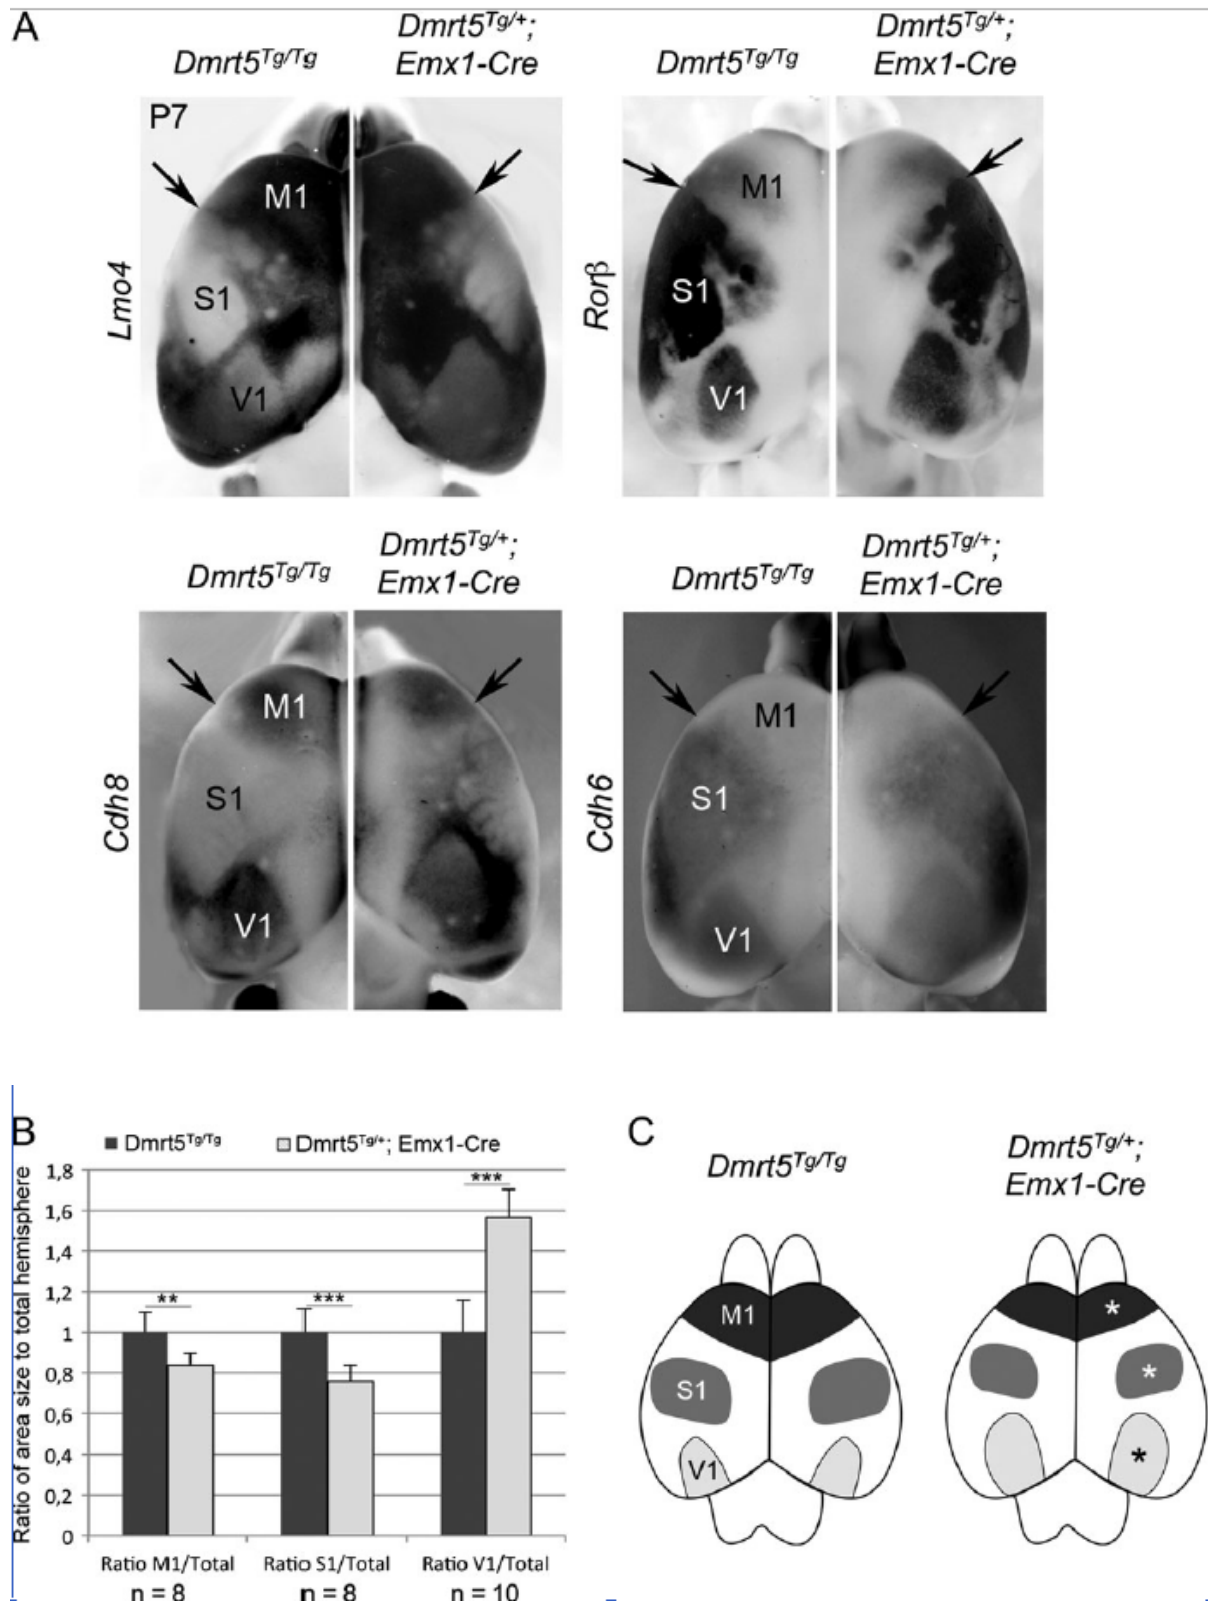 A
Dmrt5Tg/Tg
Dmrt5Tg/+;
Emx1-Cre
Dmrt5Tg/Tg
Dmrt5Tg/+;
Emx1-Cre
P7
M1
S1
V1
Lmo4
M1
S1
V1
Rorβ
Dmrt5Tg/Tg
Dmrt5Tg/+;
Emx1-Cre
Dmrt5Tg/Tg
Dmrt5Tg/+;
Emx1-Cre
M1
S1
V1
Cdh8
M1
S1
V1
Cdh6
B
Dmrt5Tg/Tg
Dmrt5Tg/+; Emx1-Cre
Ratio of area size to total hemisphere
1,8
1,6
1,4
1,2
1
0,8
0,6
0,4
0,2
0
**
***
***
Ratio M1/Total
n = 8
Ratio S1/Total
n = 8
Ratio V1/Total
n = 10
C
Dmrt5Tg/Tg
Dmrt5Tg/+;
Emx1-Cre
M1
S1
V1
*
*
*